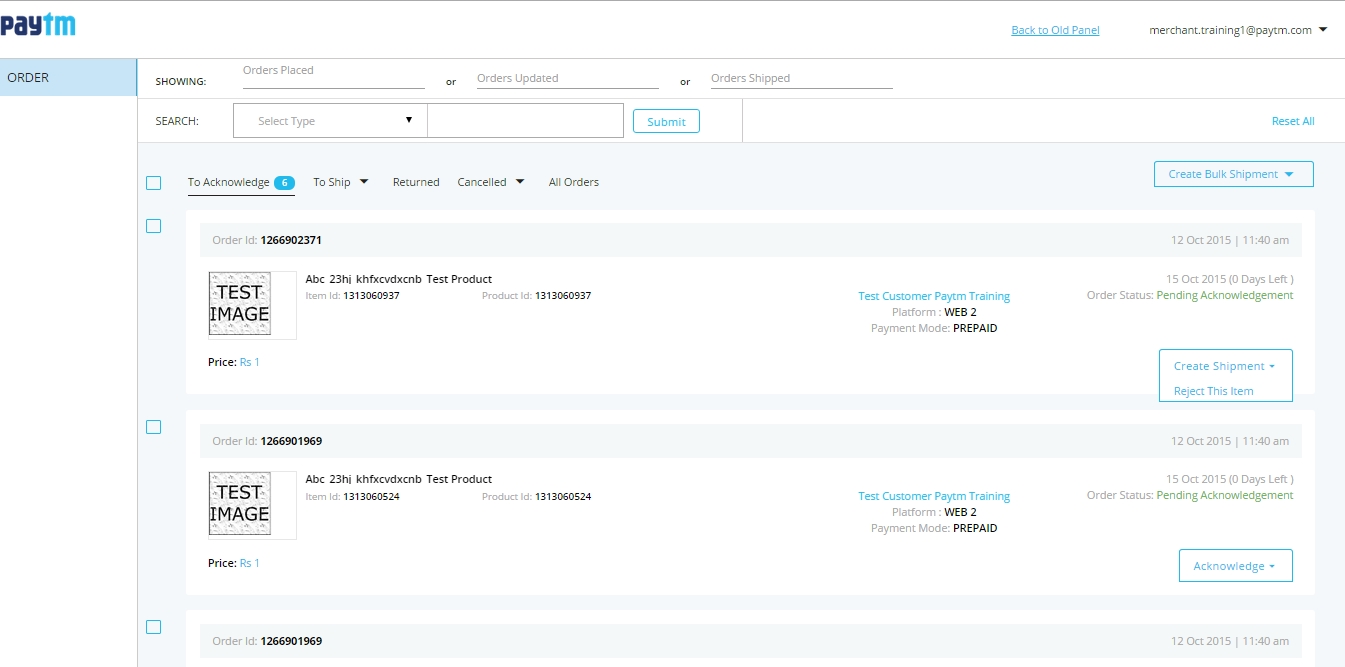 paytm
Back to Old Panel
merchant.training1@paytm.com
ORDER
SHOWING:
Orders Placed
or
Orders Updated
or
Orders Shipped
SEARCH:
Select Type
Submit
Reset All
To Acknowledge 6
To Ship
Returned
Cancelled
All Orders
Create Bulk Shipment
Order Id: 1266902371
12 Oct 2015 | 11:40 am
TEST
IMAGE
Abc 23hj khfxcvdxcnb Test Product
Item Id: 1313060937
Product Id: 1313060937
Test Customer Paytm Training
Platform : WEB 2
Payment Mode: PREPAID
15 Oct 2015 (0 Days Left )
Order Status: Pending Acknowledgement
Price: Rs 1
Create Shipment
Reject This Item
Order Id: 1266901969
12 Oct 2015 | 11:40 am
TEST
IMAGE
Abc 23hj khfxcvdxcnb Test Product
Item Id: 1313060524
Product Id: 1313060524
Test Customer Paytm Training
Platform : WEB 2
Payment Mode: PREPAID
15 Oct 2015 (0 Days Left )
Order Status: Pending Acknowledgement
Price: Rs 1
Acknowledge
Order Id: 1266901969
12 Oct 2015 | 11:40 am